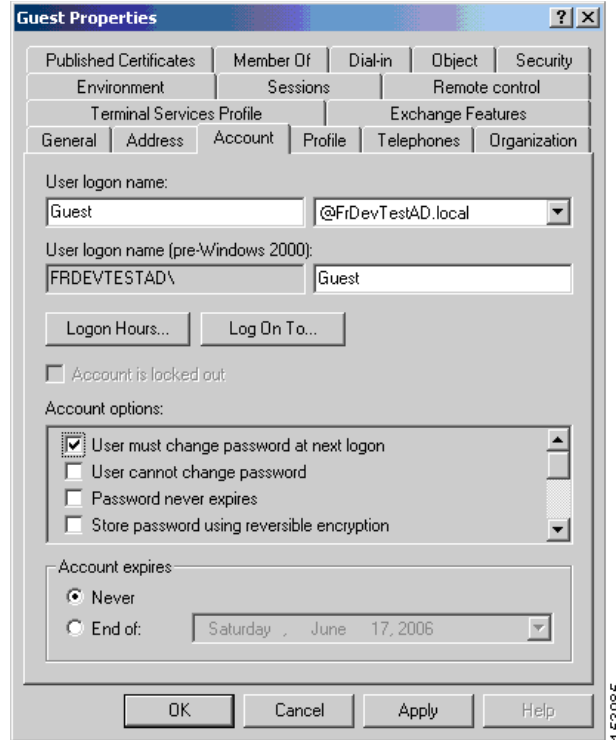 Guest Properties
Published Certificates Member Of Dial-in Object Security
Environment Sessions Remote control
Terminal Services Profile Exchange Features
General Address Account Profile Telephones Organization
User logon name:
Guest @FrDevTestAD.local
User logon name (pre-Windows 2000):
FRDEVTESTAD\ Guest
Logon Hours... Log On To...
Account is locked out
Account options:
User must change password at next logon
User cannot change password
Password never expires
Store password using reversible encryption
Account expires
Never
End of: Saturday , June 17, 2006
OK Cancel Apply Help